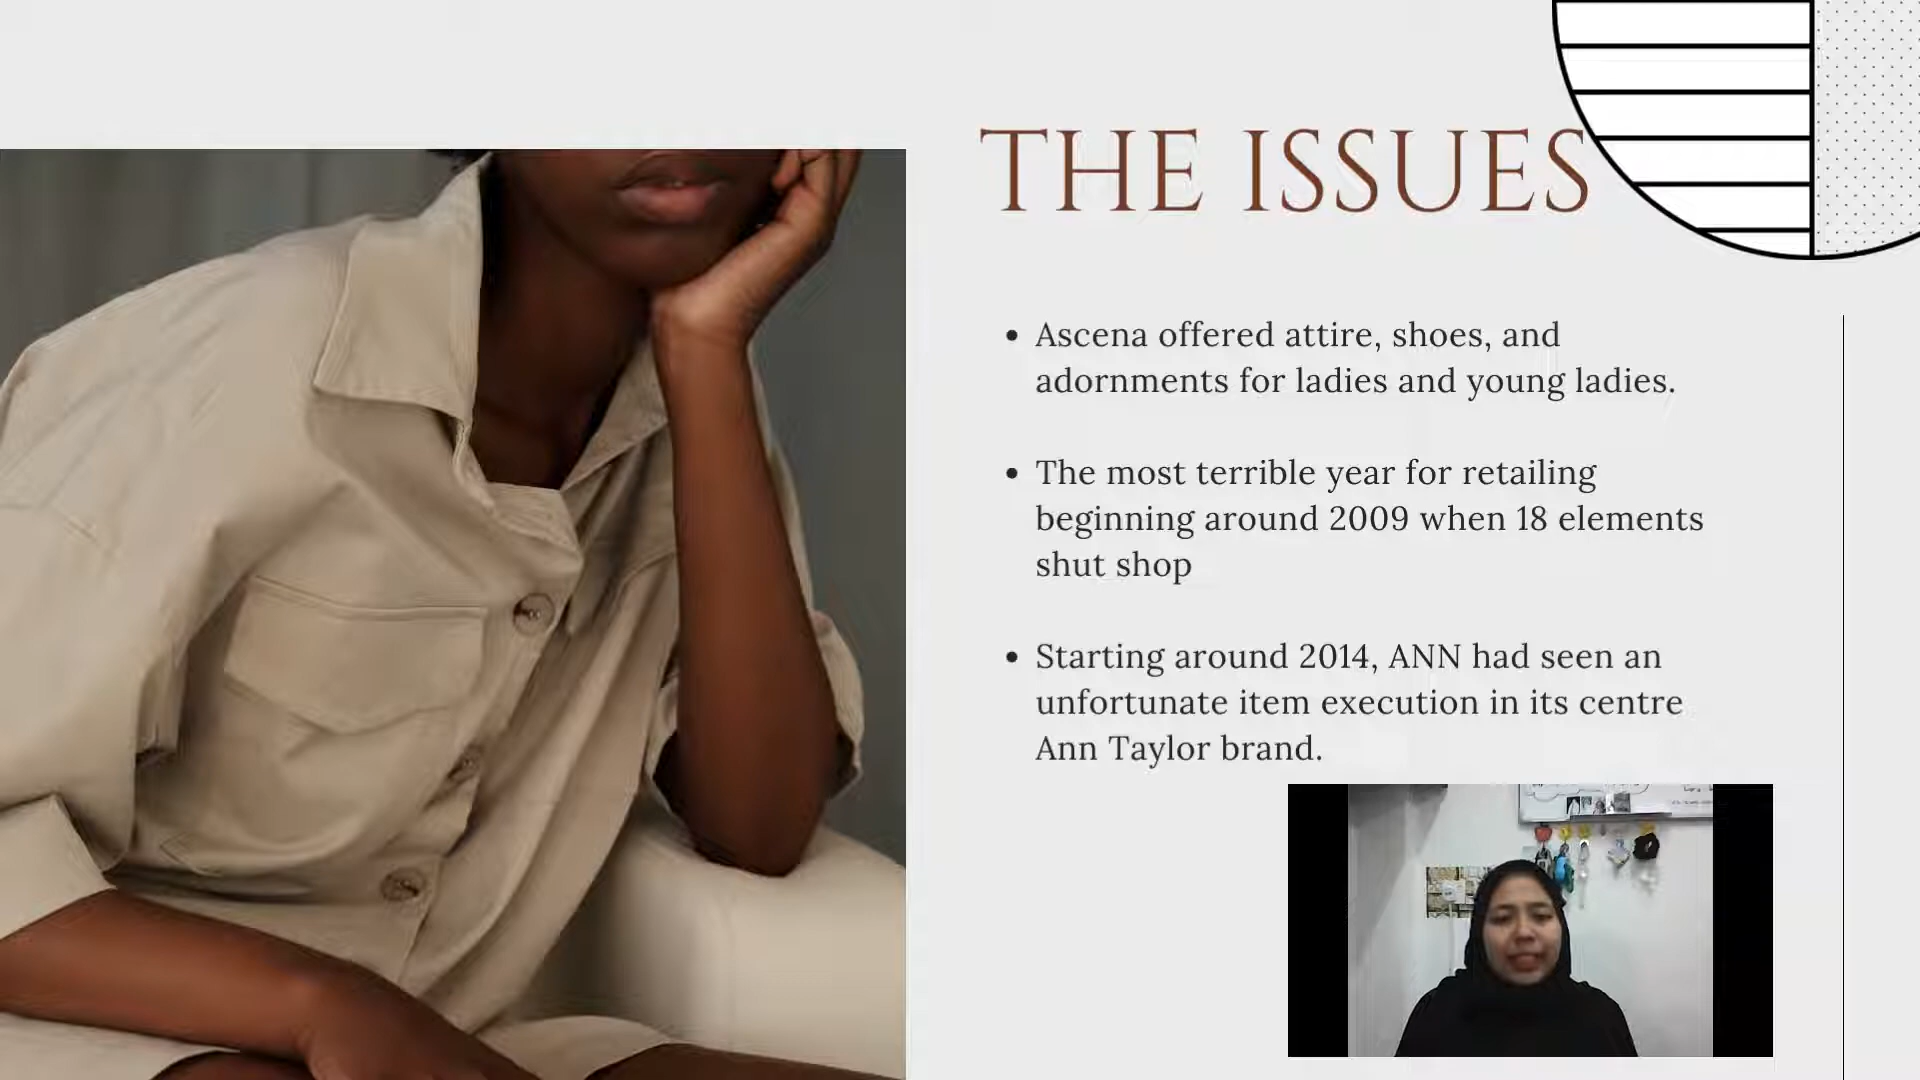 THE ISSUES
• Ascena offered attire, shoes, and
adornments for ladies and young ladies.
• The most terrible year for retailing
beginning around 2009 when 18 elements
shut shop
• Starting around 2014, ANN had seen an
unfortunate item execution in its centre
Ann Taylor brand.